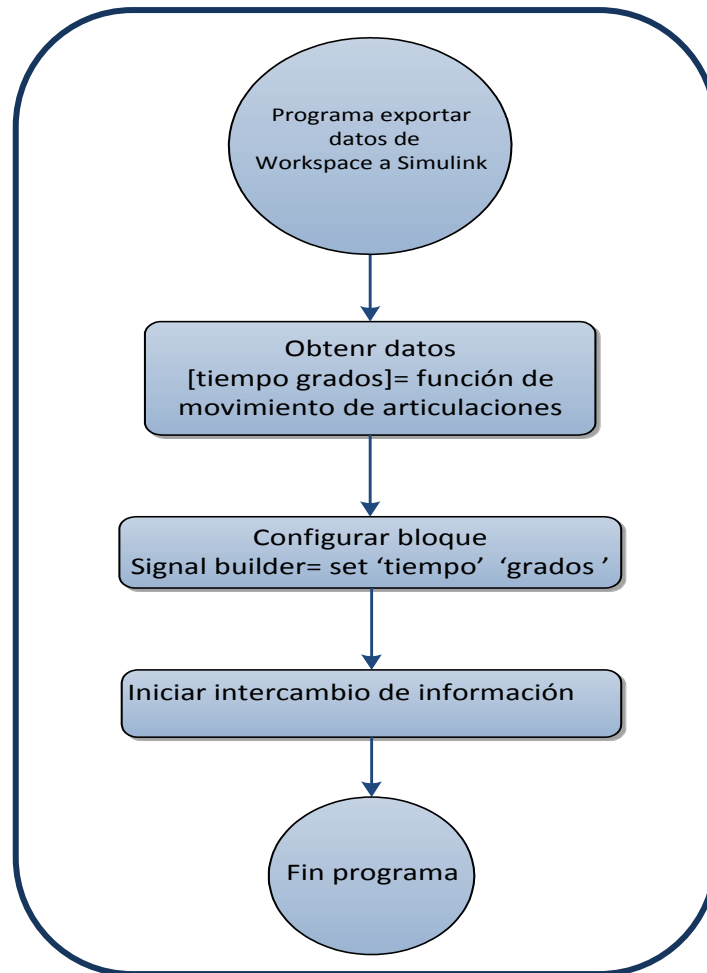 Programa exportar
datos de
Workspace a Simulink
Obtenr datos
[tiempo grados]= función de
movimiento de articulaciones
Configurar bloque
Signal builder= set ‘tiempo’ ‘grados ’
Iniciar intercambio de información
Fin programa